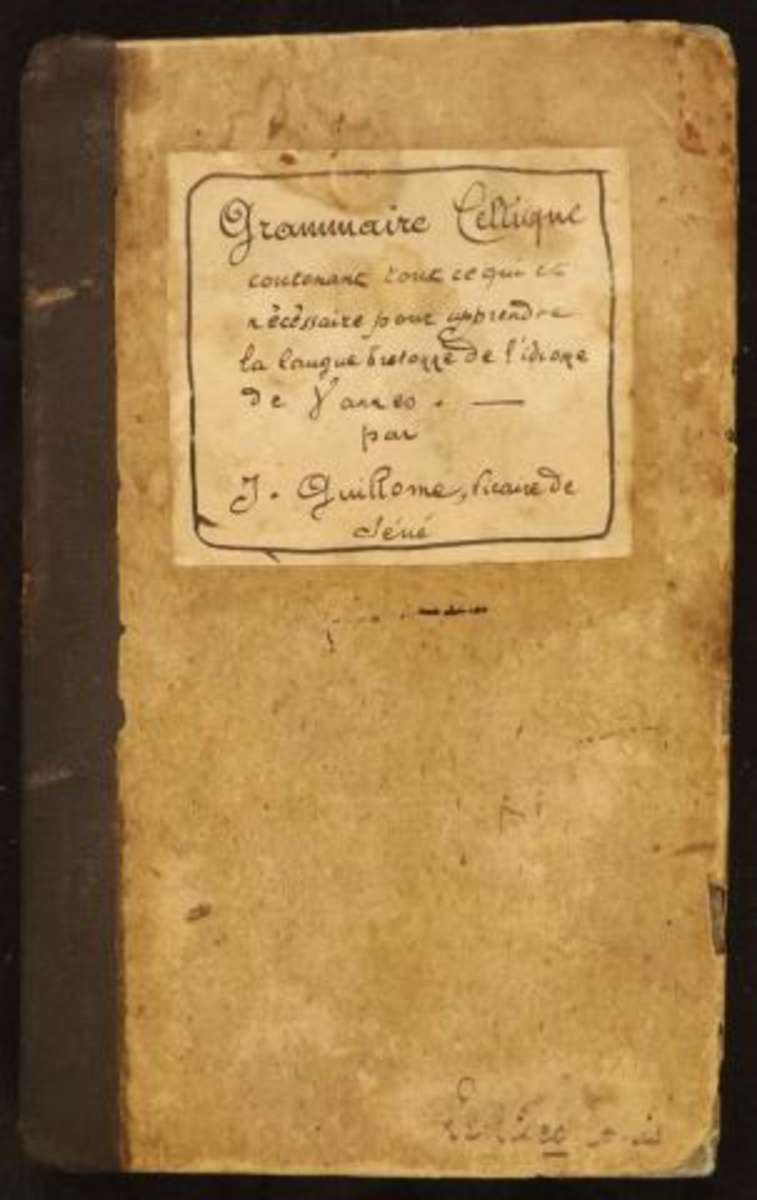 Grammaire Celtique
contenant tout ce qui est
nécéssaire pour apprendre
la langue bretonne de l'idiome
de Vannes. —
par
J. Guillome, vicaire de
Séné